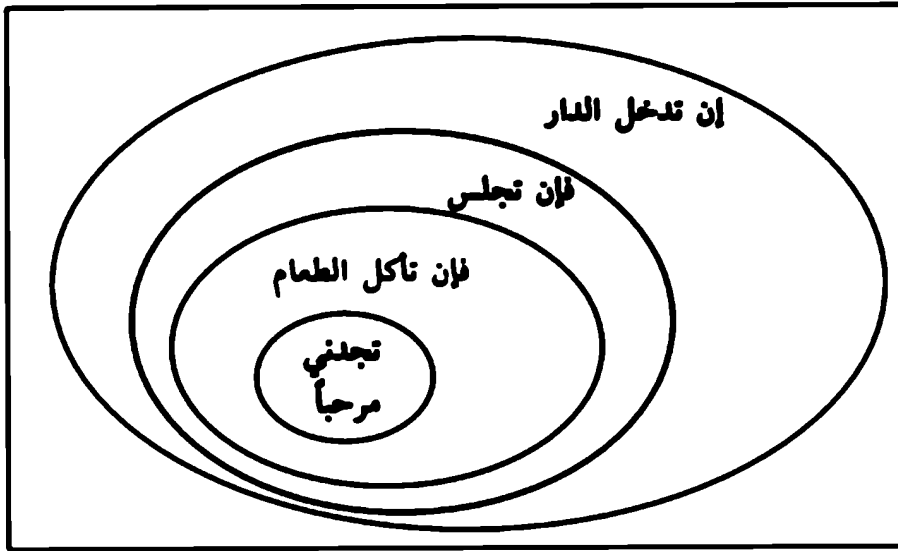 إن تدخل الدار
فإن تجلس
فإن تأكل الطعام
تجدني
مرحباً